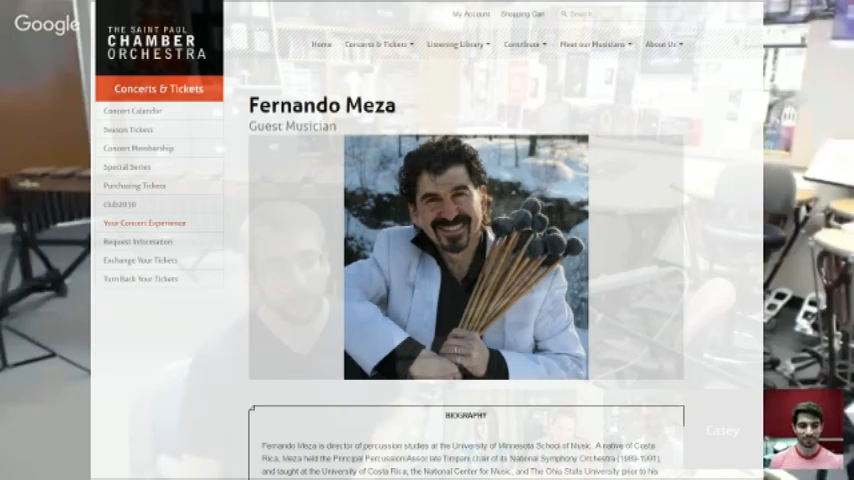 Google
THE SAINT PAUL
CHAMBER
ORCHESTRA
My Account Shopping Cart Search
Home Concerts & Tickets Listening Library Contribute Meet our Musicians About Us
Concerts & Tickets
Concert Calendar
Season Tickets
Concert Membership
Special Series
Purchasing Tickets
club2030
Your Concert Experience
Request Information
Exchange Your Tickets
Turn Back Your Tickets
Fernando Meza
Guest Musician
BIOGRAPHY
Fernando Meza is director of percussion studies at the University of Minnesota School of Music. A native of Costa
Rica, Meza held the Principal Percussion/Associate Timpani chair of its National Symphony Orchestra (1989-1991),
and taught at the University of Costa Rica, the National Center for Music, and The Ohio State University prior to his
Casey